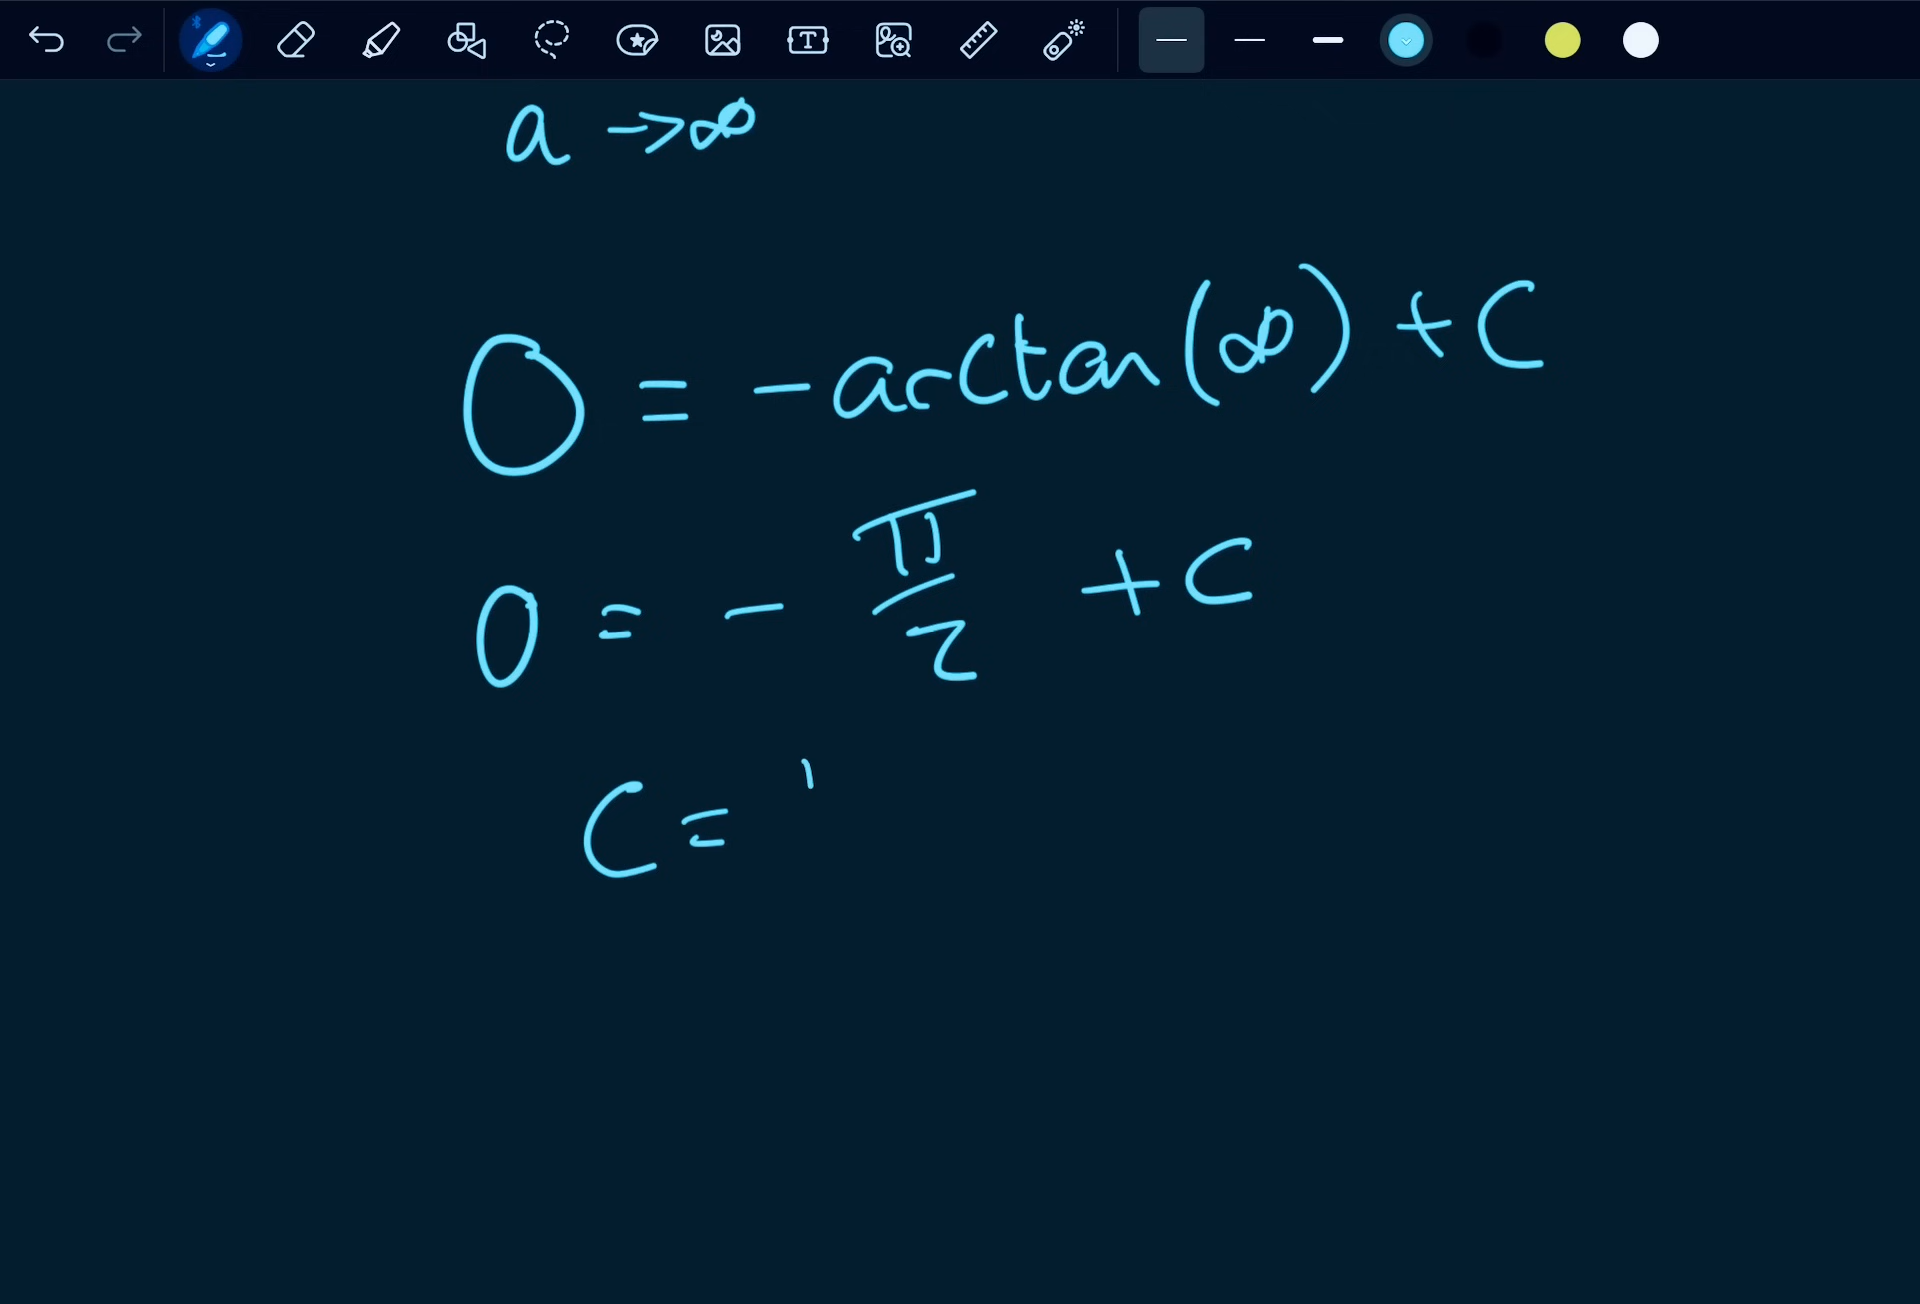 a → ∞
0 = - arctan(∞) + C
0 = - π/2 + C
C =